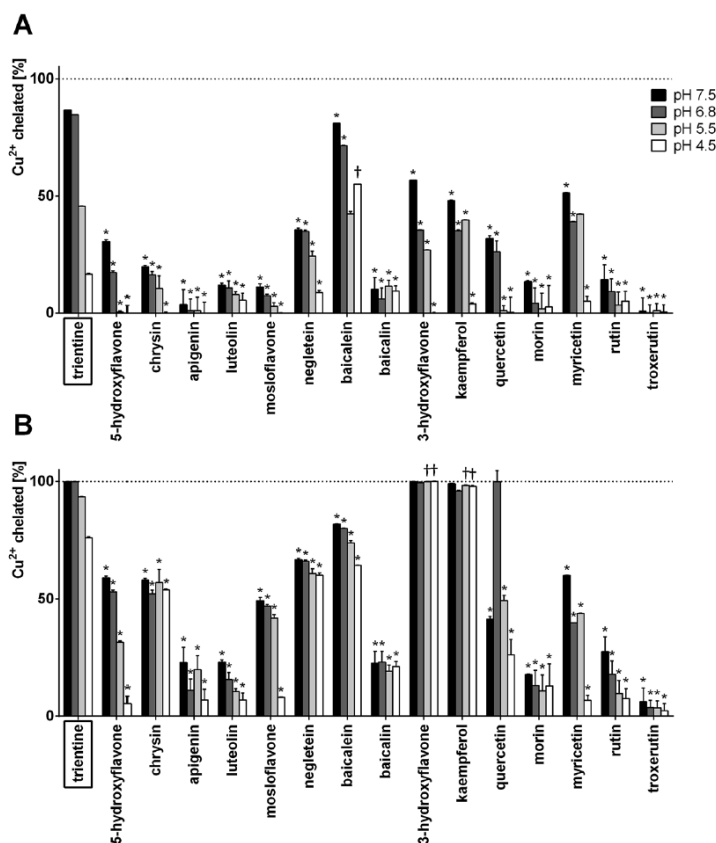 A
Cu²⁺ chelated [%]
100
50
0
pH 7.5
pH 6.8
pH 5.5
pH 4.5
trientine
5-hydroxyflavone
chrysin
apigenin
luteolin
mosloflavone
negletein
baicalein
baicalin
3-hydroxyflavone
kaempferol
quercetin
morin
myricetin
rutin
troxerutin
B
Cu²⁺ chelated [%]
100
50
0
trientine
5-hydroxyflavone
chrysin
apigenin
luteolin
mosloflavone
negletein
baicalein
baicalin
3-hydroxyflavone
kaempferol
quercetin
morin
myricetin
rutin
troxerutin